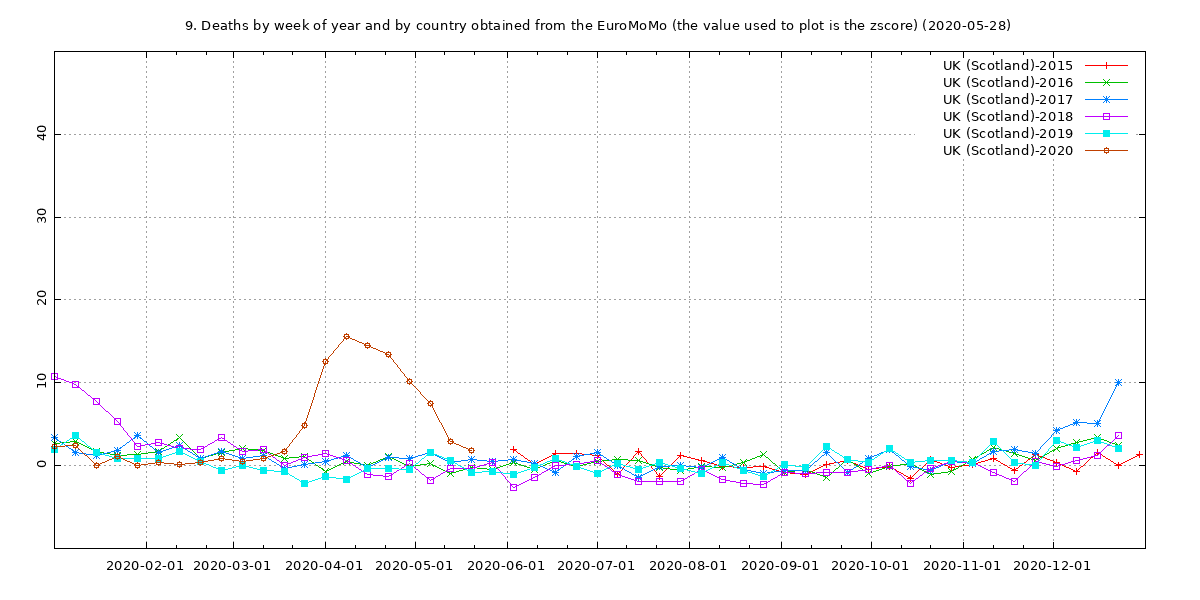 9. Deaths by week of year and by country obtained from the EuroMoMo (the value used to plot is the zscore) (2020-05-28)
UK (Scotland)-2015
UK (Scotland)-2016
UK (Scotland)-2017
UK (Scotland)-2018
UK (Scotland)-2019
UK (Scotland)-2020
40
30
20
10
0
2020-02-01 2020-03-01 2020-04-01 2020-05-01 2020-06-01 2020-07-01 2020-08-01 2020-09-01 2020-10-01 2020-11-01 2020-12-01